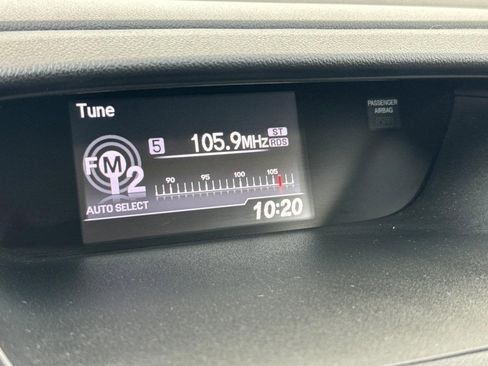 Tune
PASSENGER
AIRBAG
5 105.9MHz ST
RDS
FM
2
90 95 100 105
AUTO SELECT
10:20